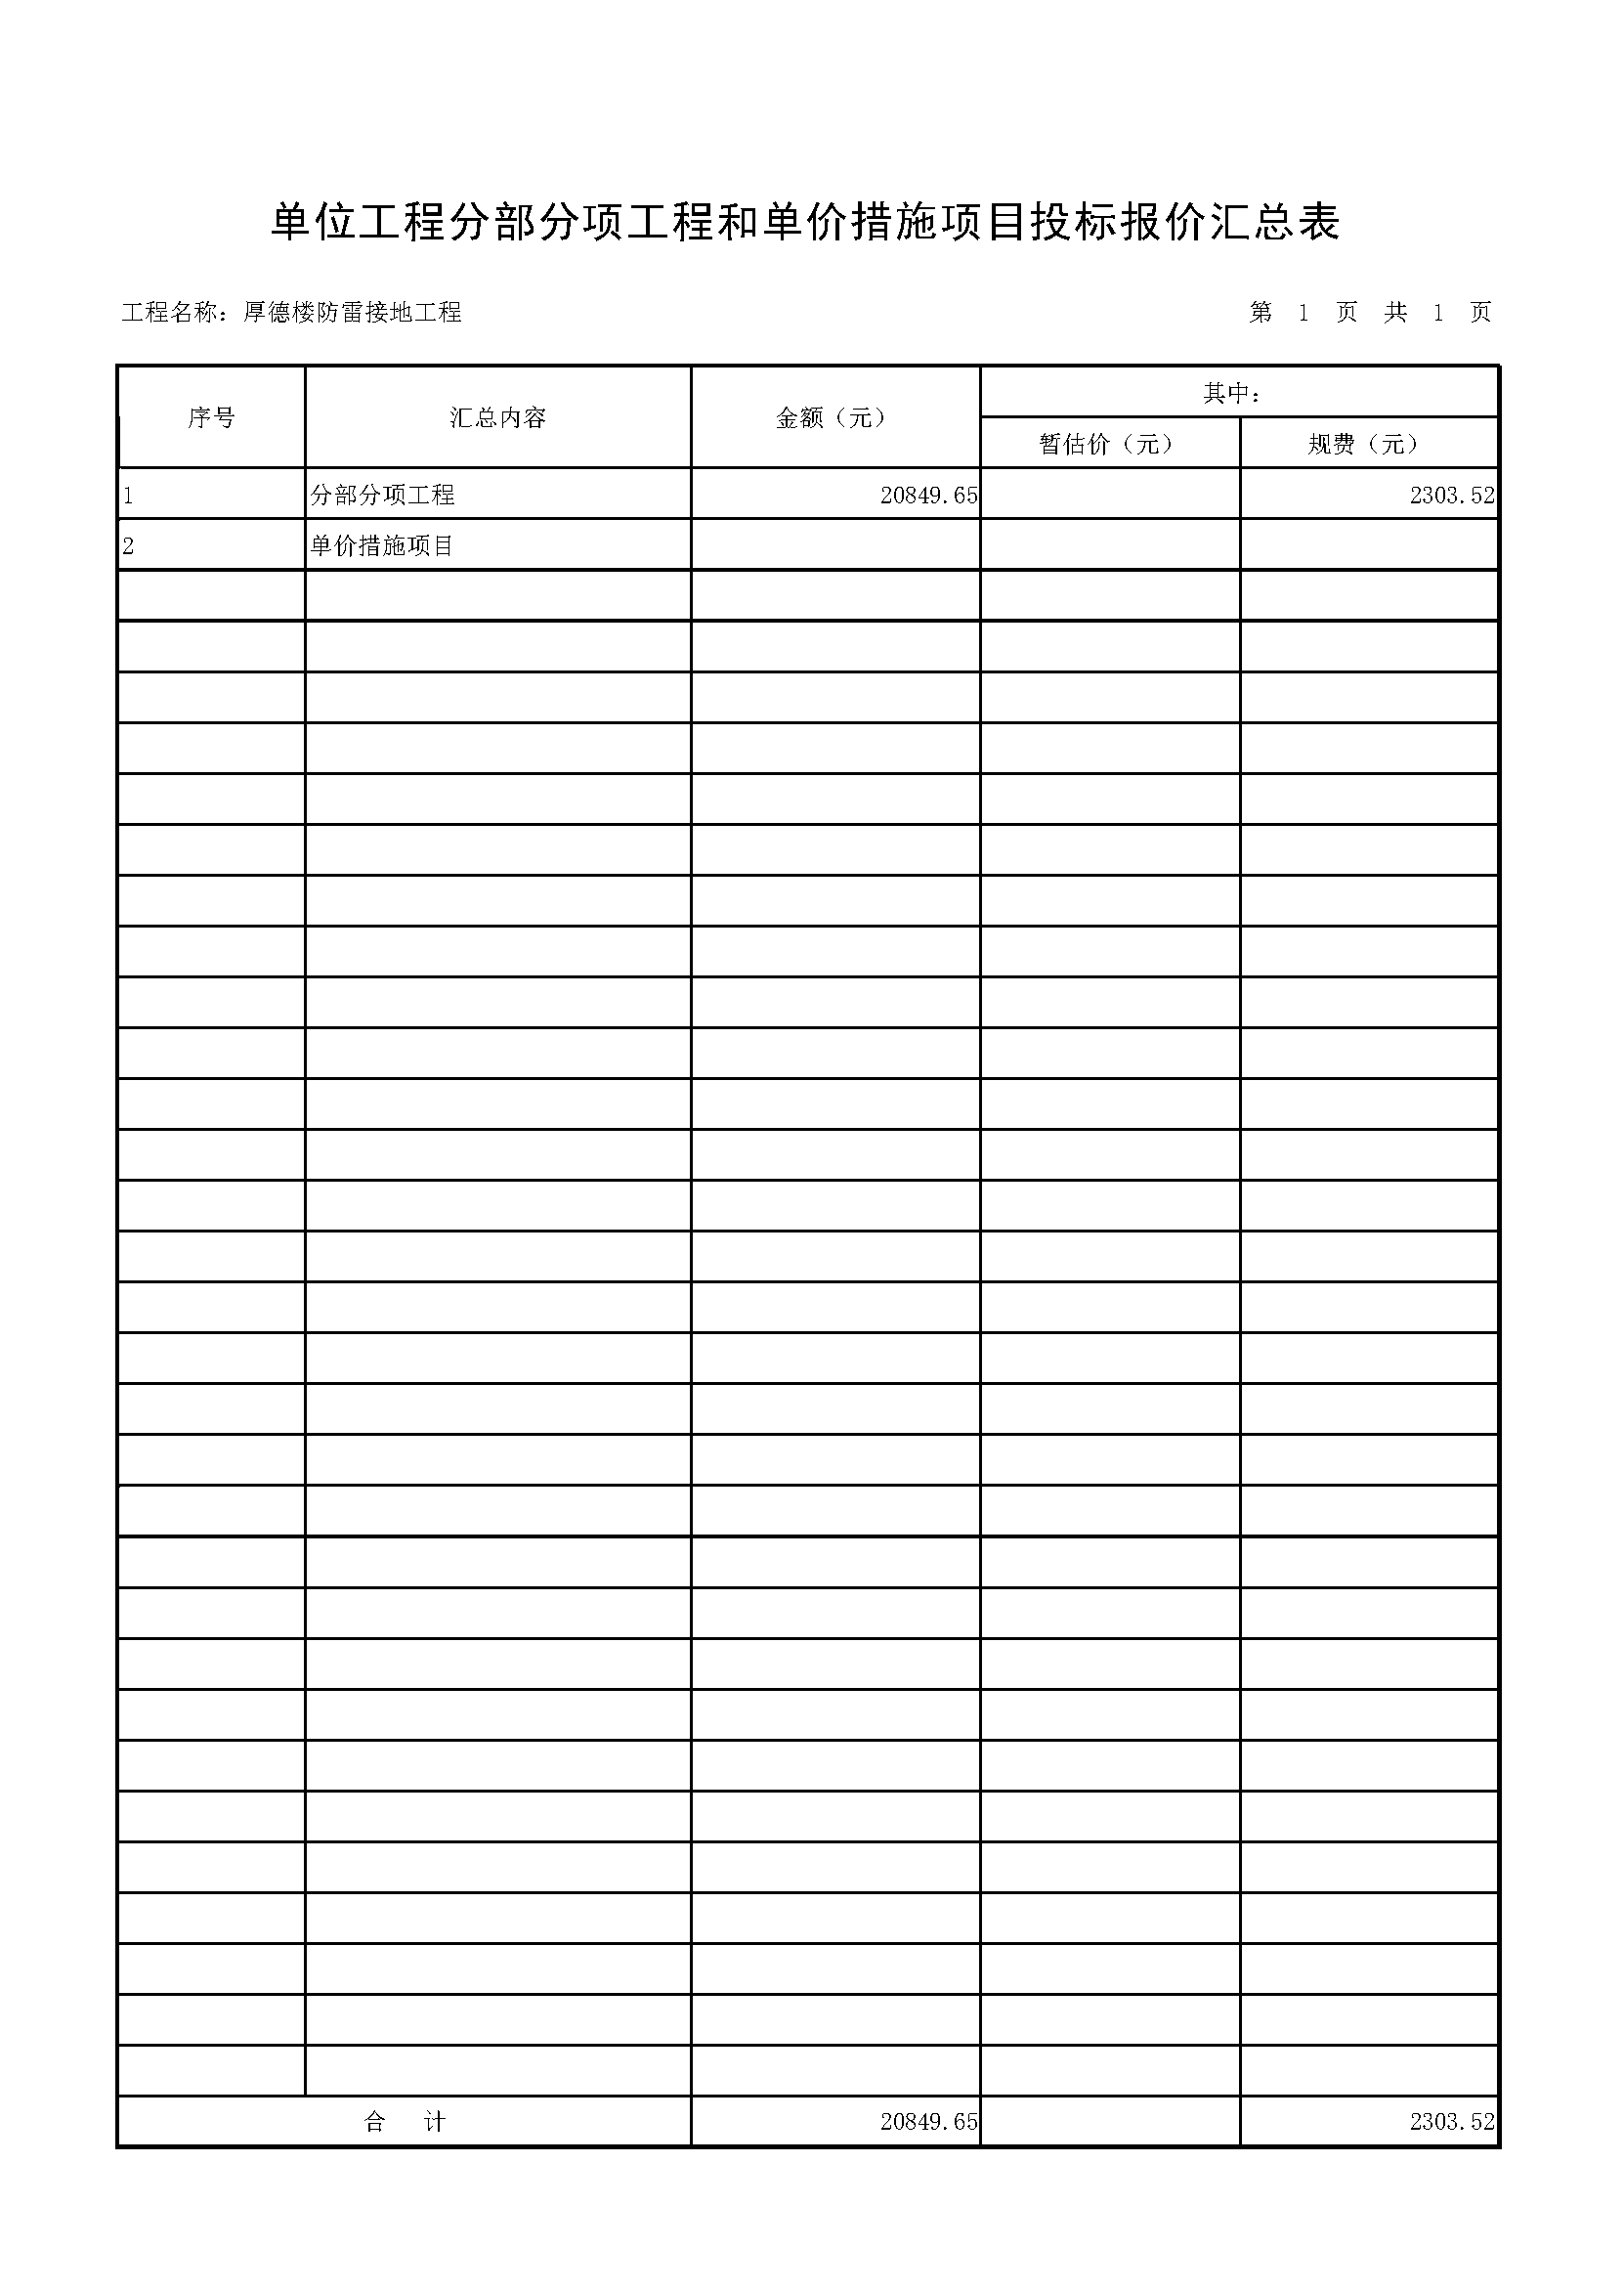 单位工程分部分项工程和单价措施项目投标报价汇总表
工程名称：厚德楼防雷接地工程 第 1 页 共 1 页
序号 汇总内容 金额（元） 其中：
暂估价（元） 规费（元）
1 分部分项工程 20849.65 2303.52
2 单价措施项目
合 计 20849.65 2303.52